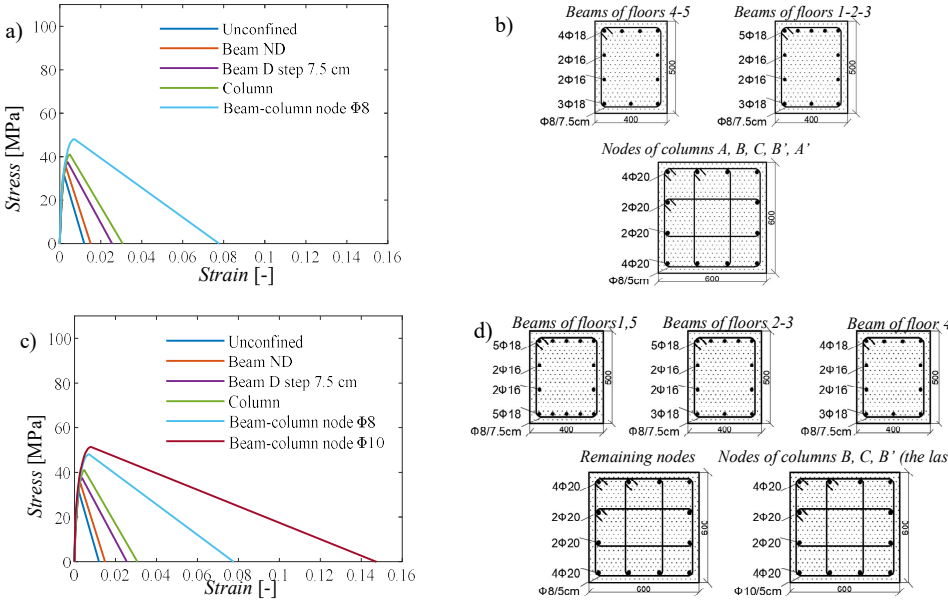 a)
100
80
60
40
20
0
Stress [MPa]
0
0.02
0.04
0.06
0.08
0.1
0.12
0.14
0.16
Strain [-]
Unconfined
Beam ND
Beam D step 7.5 cm
Column
Beam-column node Φ8
b)
Beams of floors 4-5
4Φ18
2Φ16
2Φ16
3Φ18
Φ8/7.5cm
400
500
Beams of floors 1-2-3
5Φ18
2Φ16
2Φ16
3Φ18
Φ8/7.5cm
400
500
Nodes of columns A, B, C, B’, A’
4Φ20
2Φ20
2Φ20
4Φ20
Φ8/5cm
600
600
c)
100
80
60
40
20
0
Stress [MPa]
0
0.02
0.04
0.06
0.08
0.1
0.12
0.14
0.16
Strain [-]
Unconfined
Beam ND
Beam D step 7.5 cm
Column
Beam-column node Φ8
Beam-column node Φ10
d)
Beams of floors1,5
5Φ18
2Φ16
2Φ16
5Φ18
Φ8/7.5cm
400
500
Beams of floors 2-3
5Φ18
2Φ16
2Φ16
3Φ18
Φ8/7.5cm
400
500
Beam of floor 4
4Φ18
2Φ16
2Φ16
3Φ18
Φ8/7.5cm
400
500
Remaining nodes
4Φ20
2Φ20
2Φ20
4Φ20
Φ8/5cm
600
600
Nodes of columns B, C, B’ (the las
4Φ20
2Φ20
2Φ20
4Φ20
Φ10/5cm
600
600